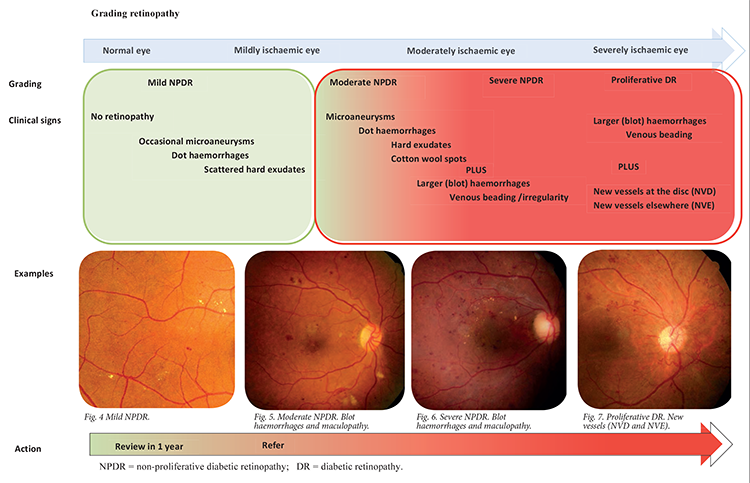 Grading retinopathy
Normal eye Mildly ischaemic eye Moderately ischaemic eye Severely ischaemic eye
Grading Mild NPDR Moderate NPDR Severe NPDR Proliferative DR
Clinical signs
No retinopathy
Occasional microaneurysms
Dot haemorrhages
Scattered hard exudates
Microaneurysms
Dot haemorrhages
Hard exudates
Cotton wool spots
PLUS
Larger (blot) haemorrhages
Venous beading /irregularity
Larger (blot) haemorrhages
Venous beading
PLUS
New vessels at the disc (NVD)
New vessels elsewhere (NVE)
Examples
Fig. 4 Mild NPDR.
Fig. 5. Moderate NPDR. Blot
haemorrhages and maculopathy.
Fig. 6. Severe NPDR. Blot
haemorrhages and maculopathy.
Fig. 7. Proliferative DR. New
vessels (NVD and NVE).
Action Review in 1 year Refer
NPDR = non-proliferative diabetic retinopathy; DR = diabetic retinopathy.